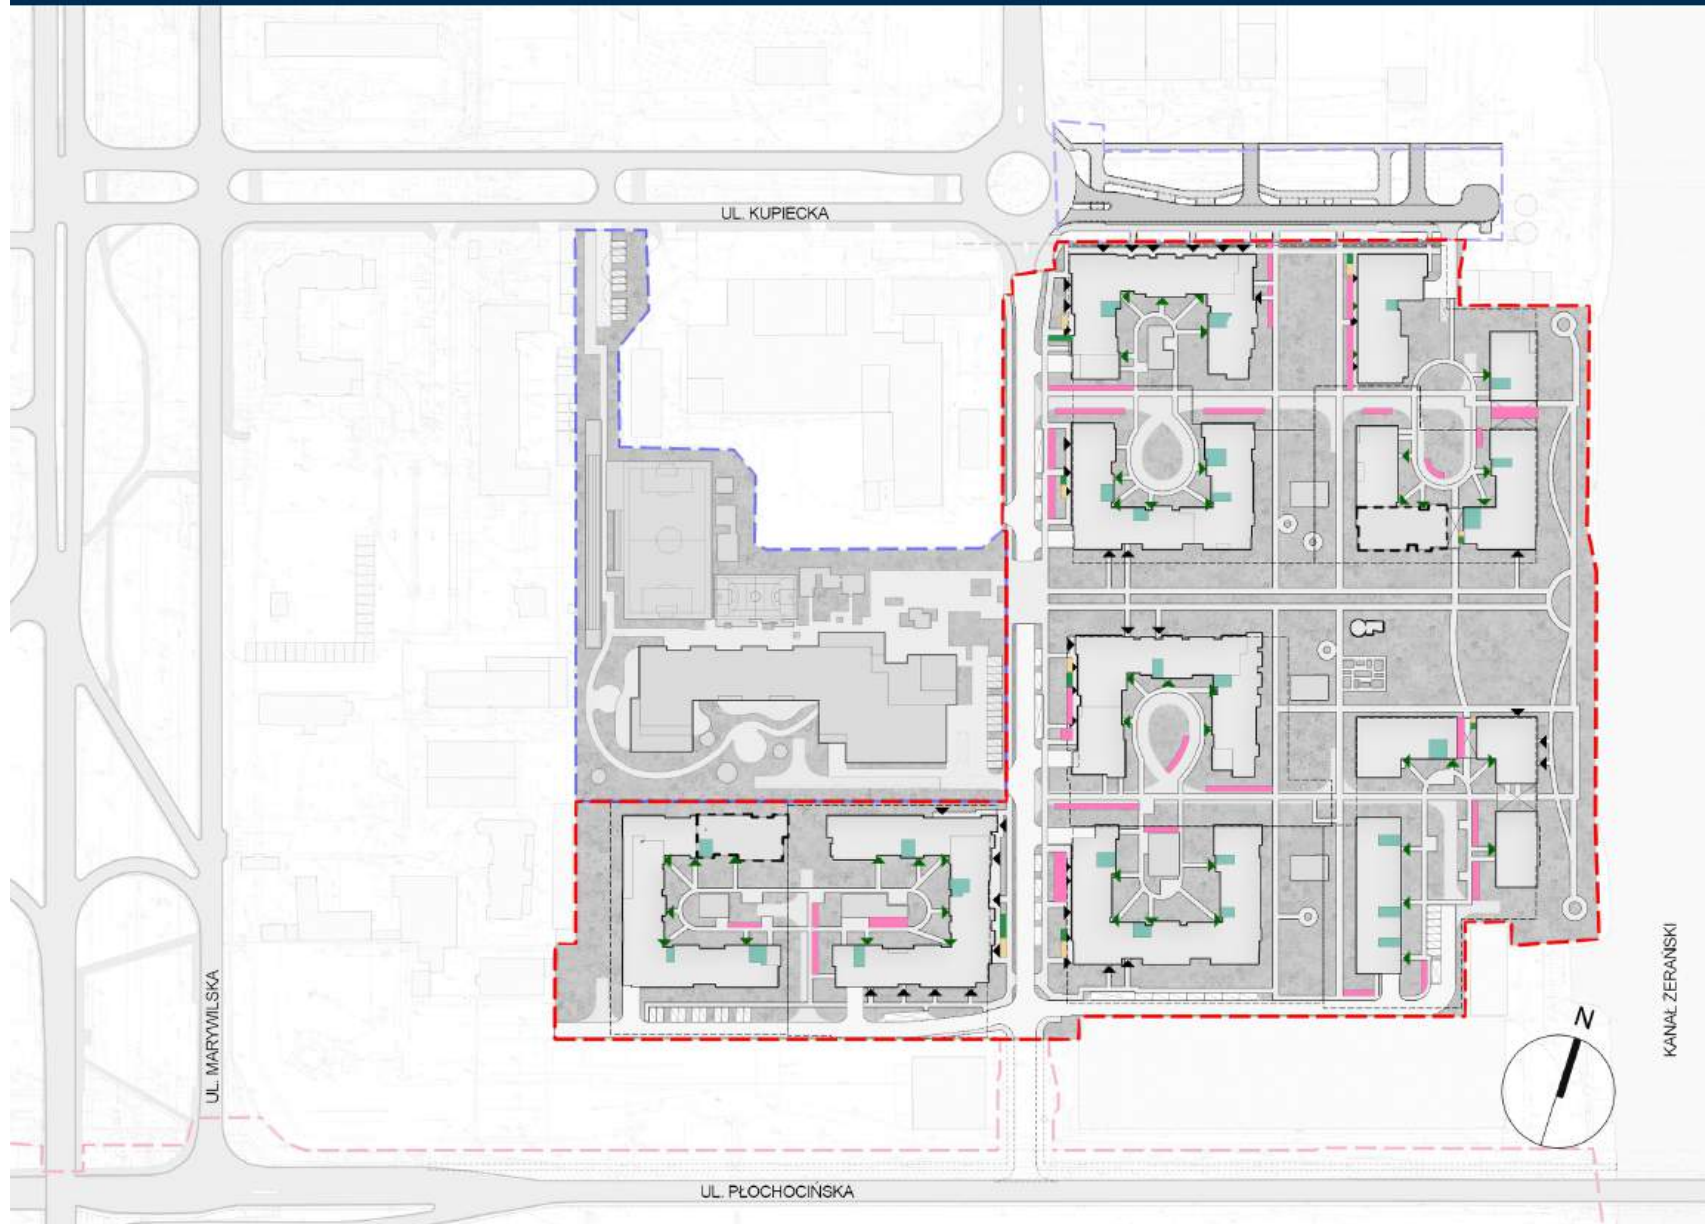 UL. KUPIECKA
UL. MARYWILSKA
KANAŁ ŻERAŃSKI
N
UL. PŁOCHOCIŃSKA